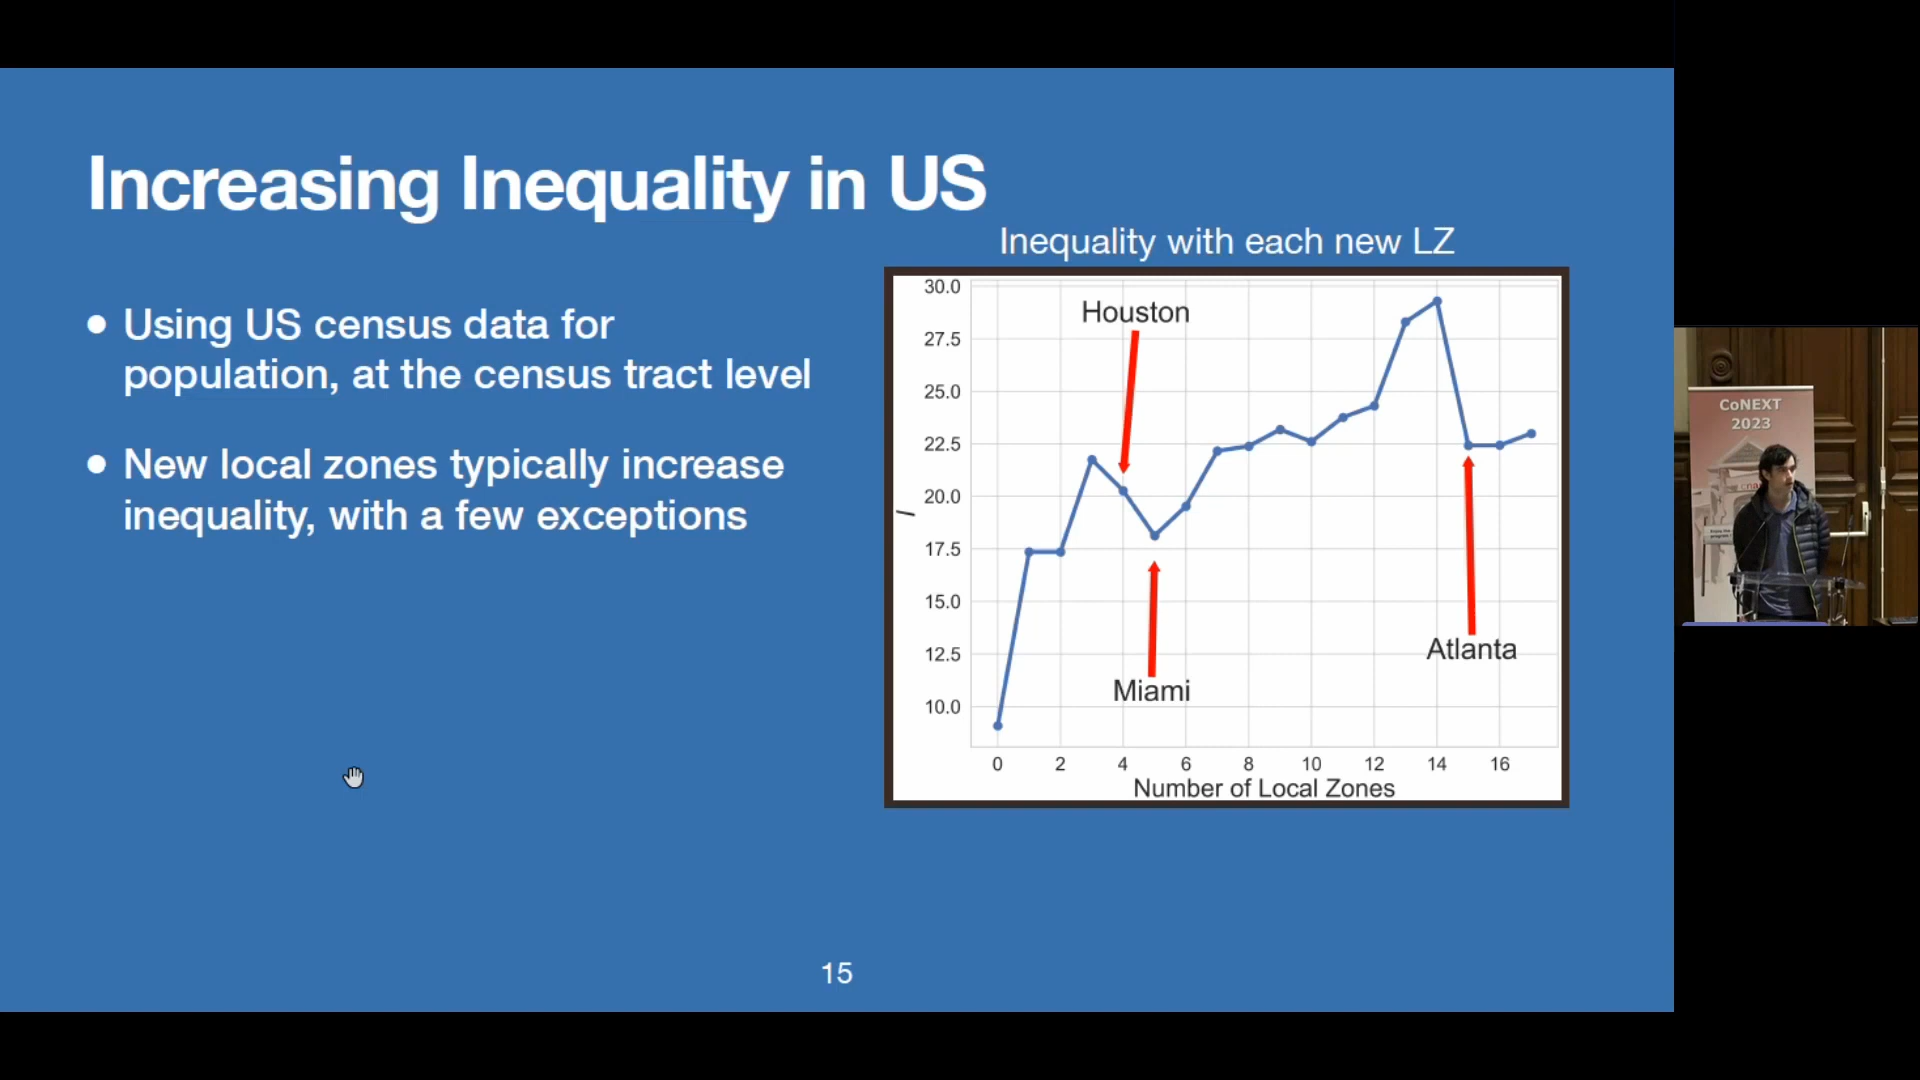 Increasing Inequality in US
Inequality with each new LZ
● Using US census data for
population, at the census tract level
● New local zones typically increase
inequality, with a few exceptions
30.0
27.5
25.0
22.5
20.0
17.5
15.0
12.5
10.0
I
Houston
Miami
Atlanta
0 2 4 6 8 10 12 14 16
Number of Local Zones
15
CoNEXT
2023